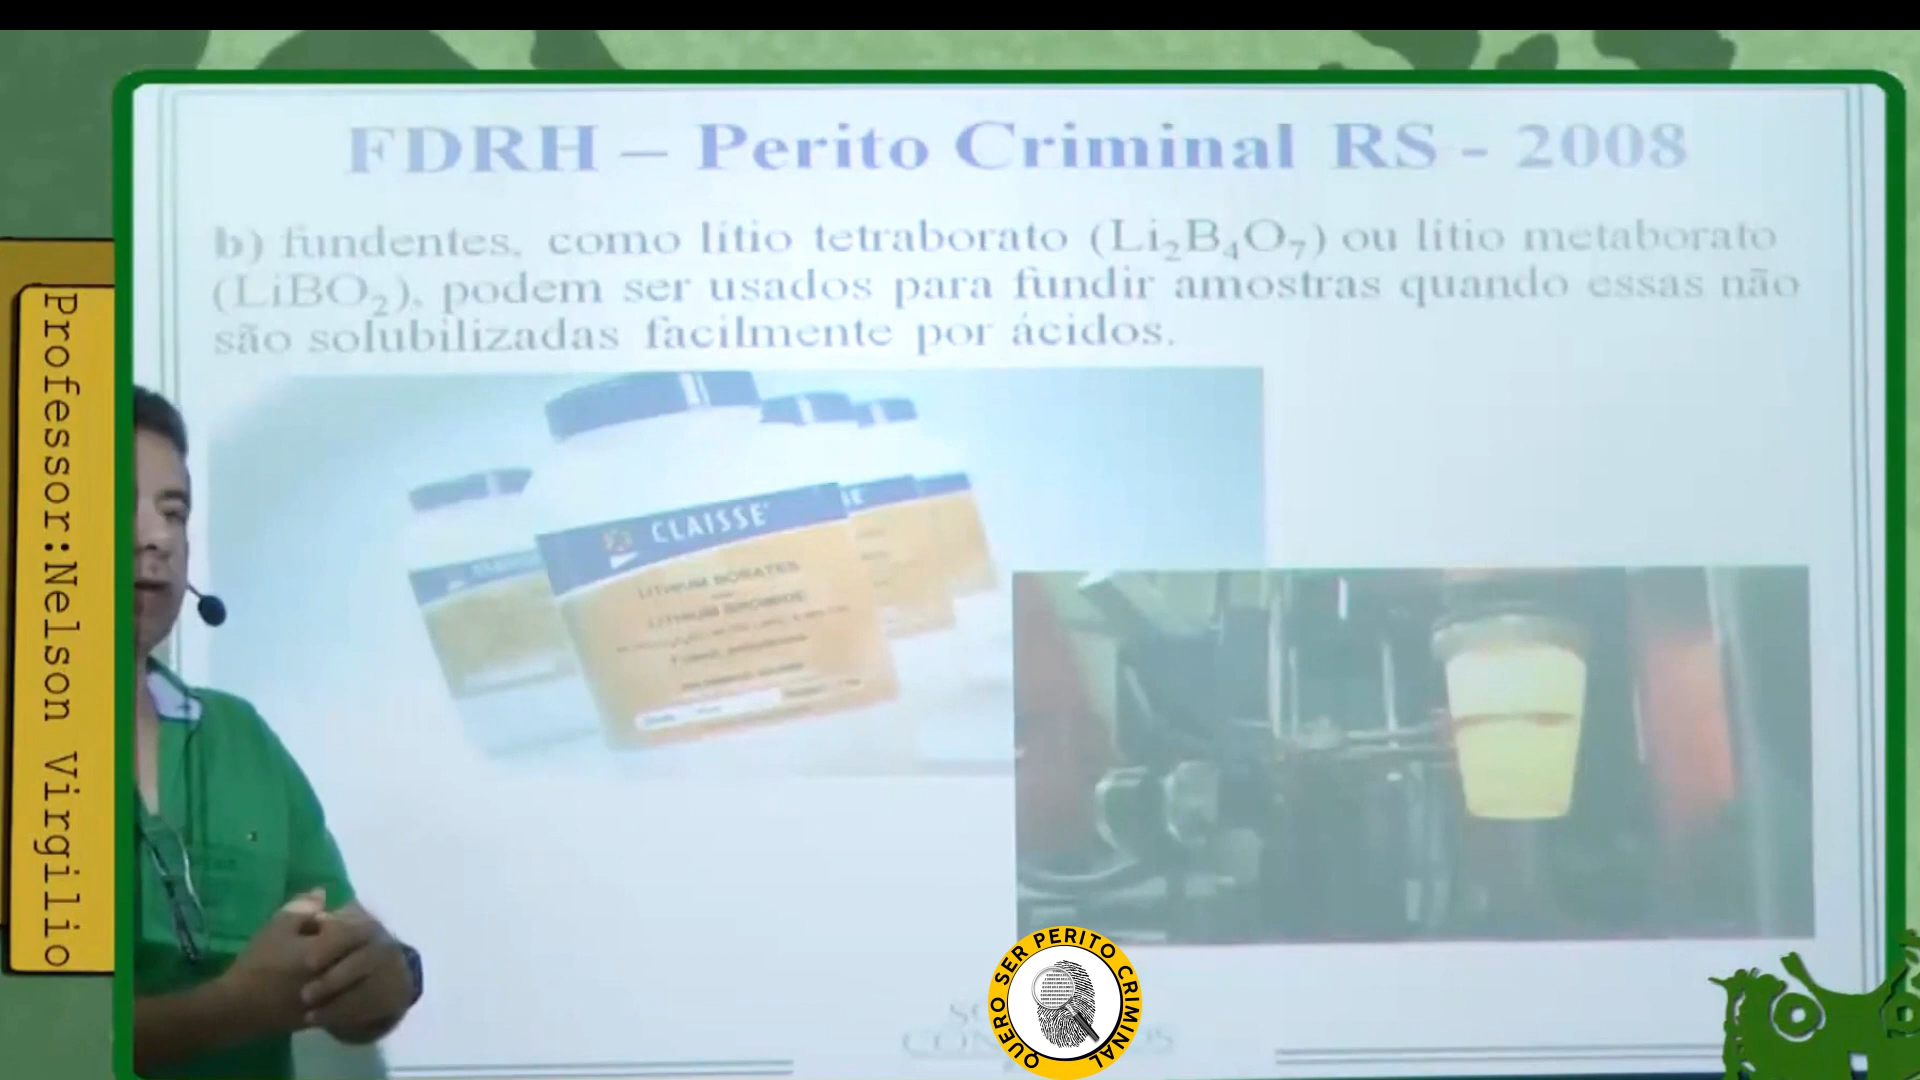 FDRH – Perito Criminal RS - 2008
b) fundentes, como lítio tetraborato (Li₂B₄O₇) ou lítio metaborato
(LiBO₂), podem ser usados para fundir amostras quando essas não
são solubilizadas facilmente por ácidos.
Professor:Nelson Virgilio
CLAISSE
LITHIUM BORATES
LITHIUM BROMIDE
QUERO SER PERITO CRIMINAL